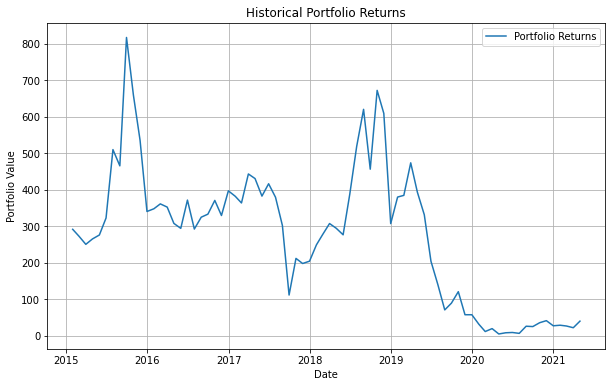 Historical Portfolio Returns
Portfolio Returns
Portfolio Value
800
700
600
500
400
300
200
100
0
2015 2016 2017 2018 2019 2020 2021
Date